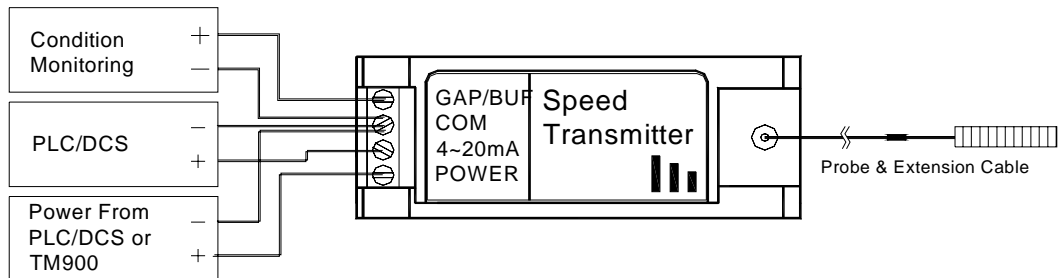 Condition
Monitoring
+
−
PLC/DCS
−
+
Power From
PLC/DCS or
TM900
−
+
GAP/BUF
COM
4~20mA
POWER
Speed
Transmitter
Probe & Extension Cable